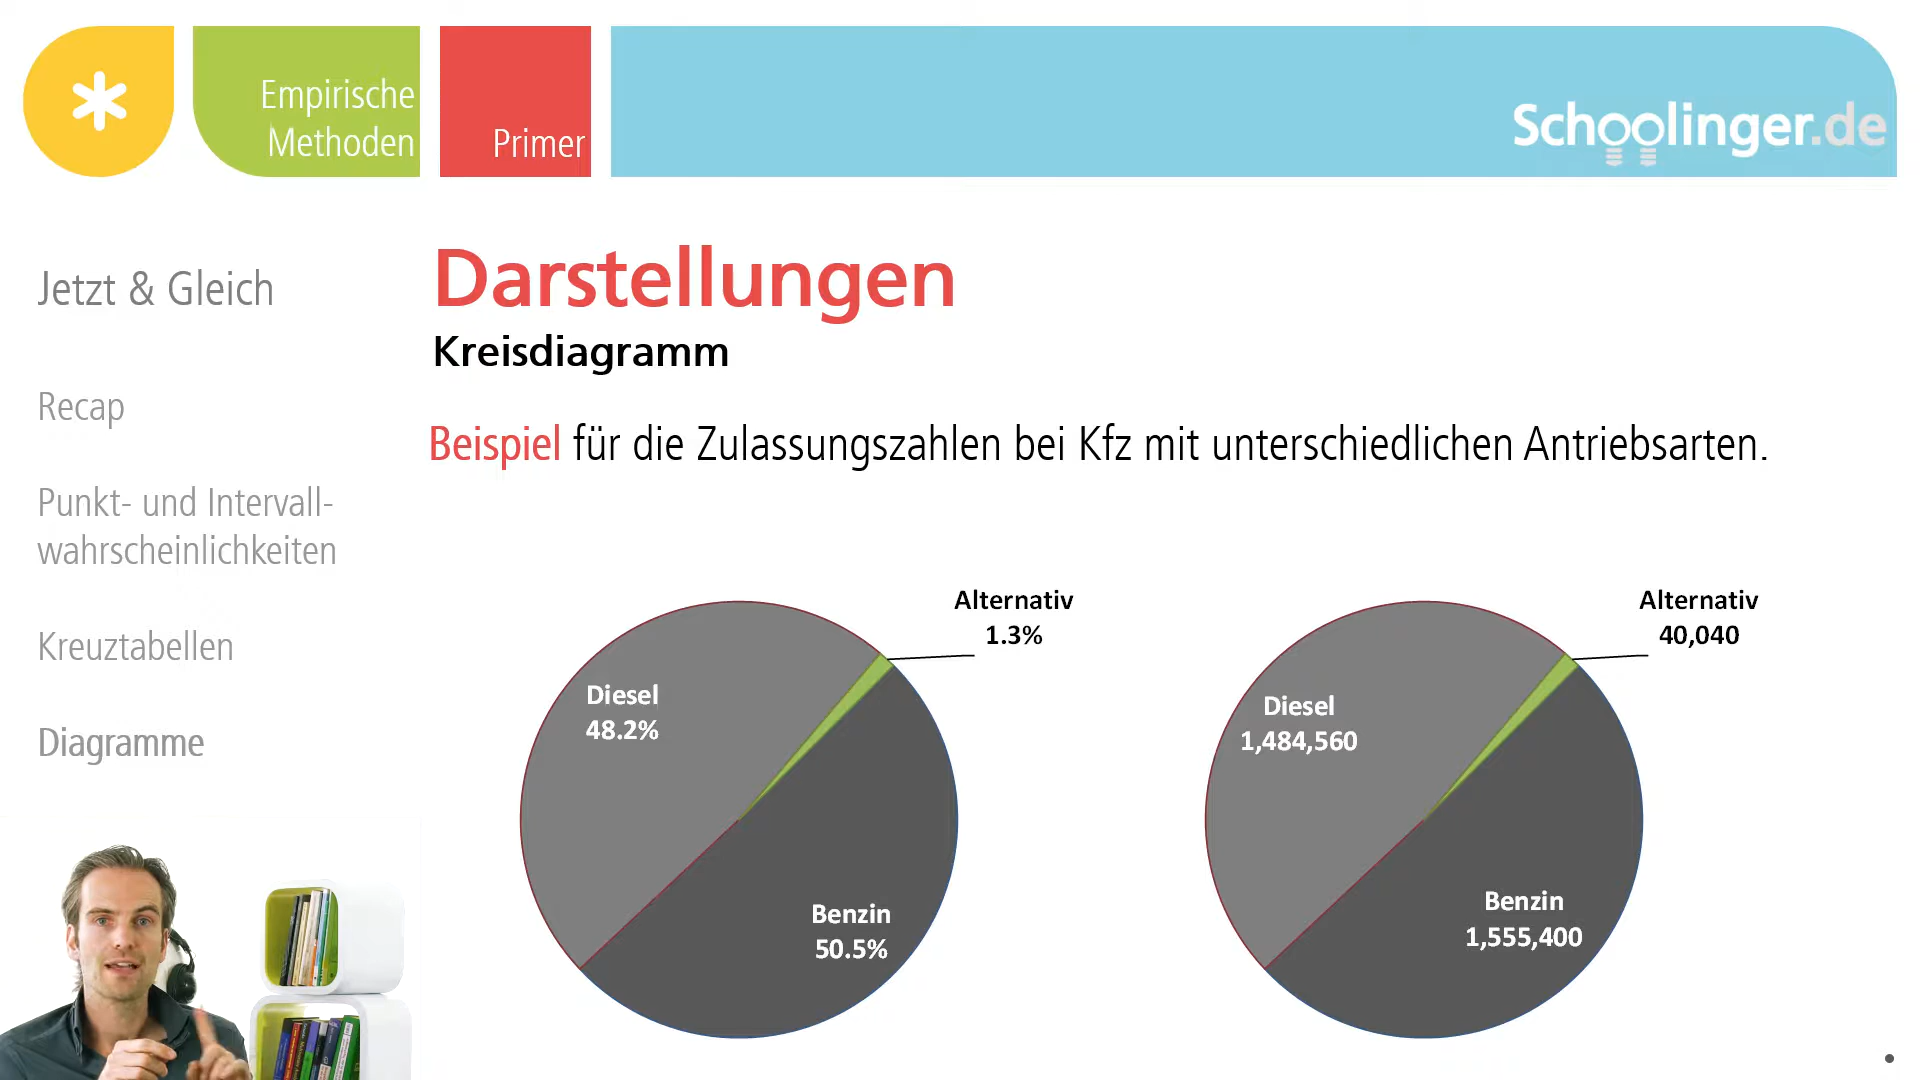 Empirische
Methoden
Primer
Schoolinger.de
Jetzt & Gleich
Recap
Punkt- und Intervall-
wahrscheinlichkeiten
Kreuztabellen
Diagramme
Darstellungen
Kreisdiagramm
Beispiel für die Zulassungszahlen bei Kfz mit unterschiedlichen Antriebsarten.
Alternativ
1.3%
Diesel
48.2%
Benzin
50.5%
Alternativ
40,040
Diesel
1,484,560
Benzin
1,555,400